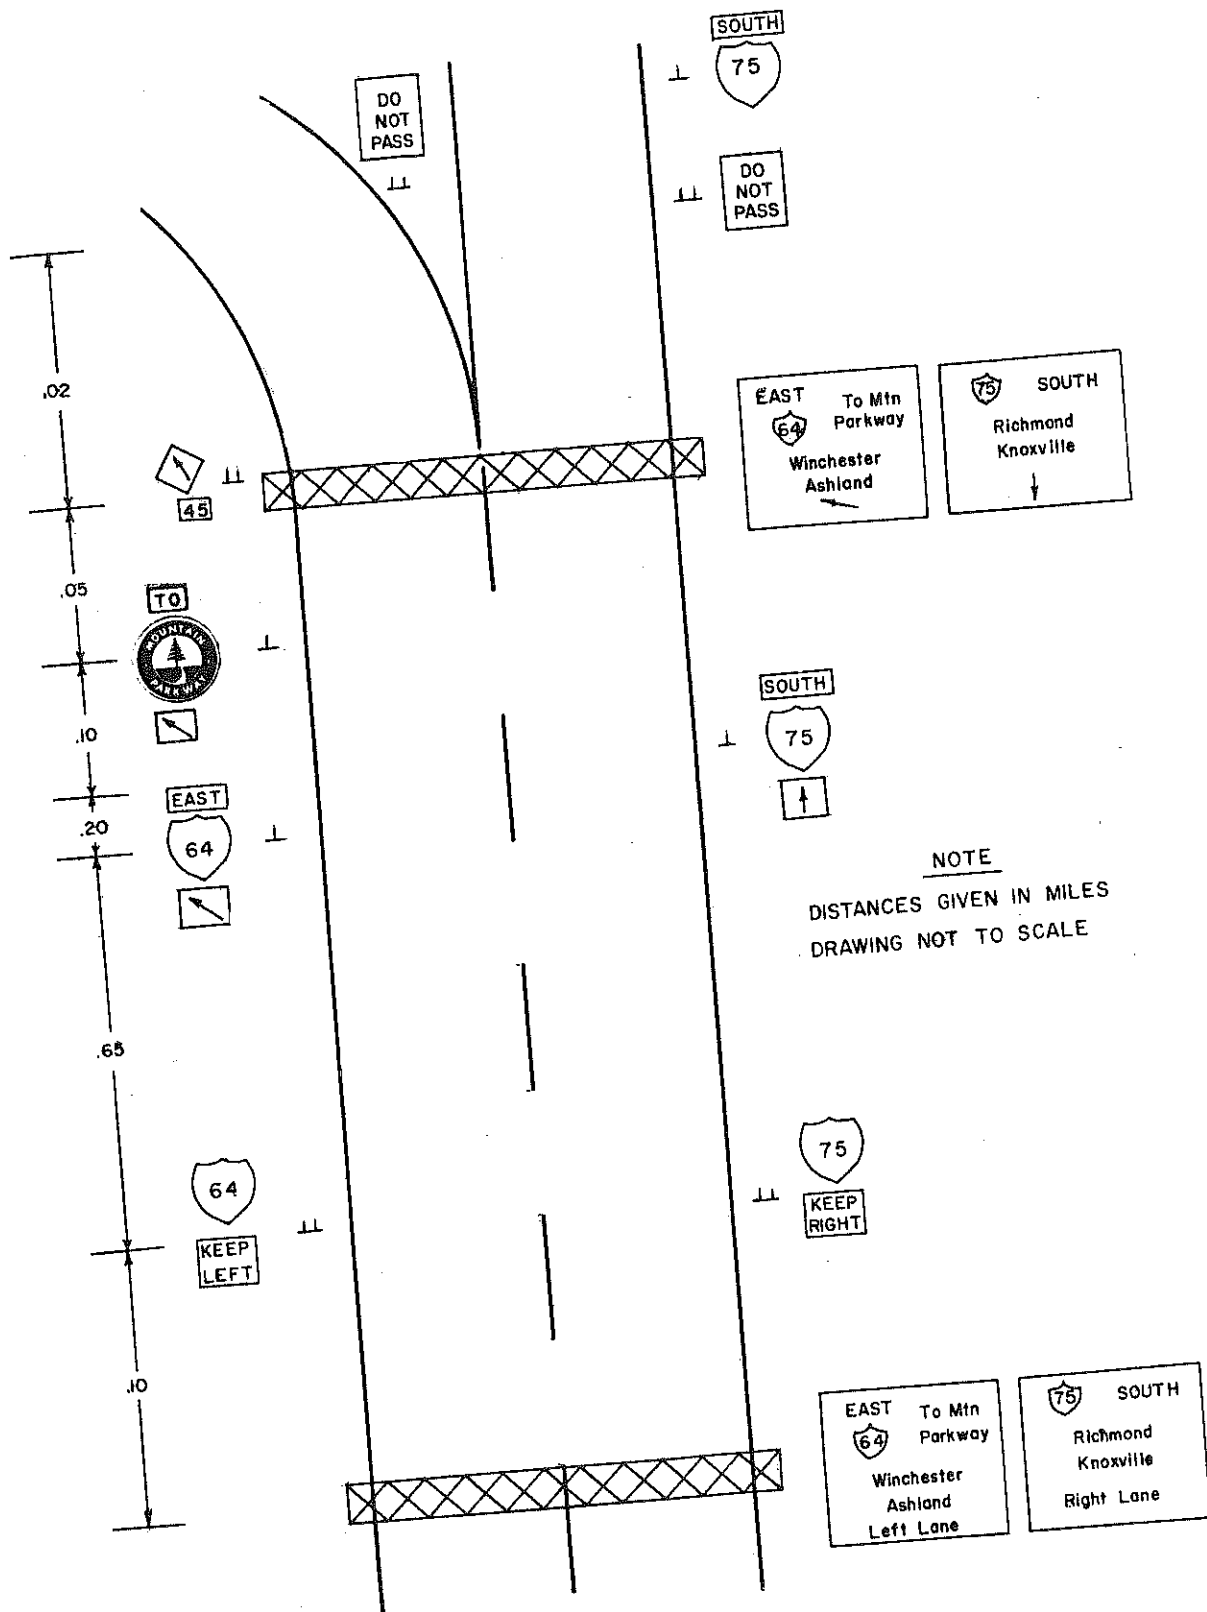 SOUTH
75
DO
NOT
PASS
DO
NOT
PASS
.02
EAST
64
To Mtn
Parkway
Winchester
Ashland
75
SOUTH
Richmond
Knoxville
45
.05
TO
MOUNTAIN
PARKWAY
.10
SOUTH
75
EAST
.20
64
NOTE
DISTANCES GIVEN IN MILES
DRAWING NOT TO SCALE
.65
64
KEEP
LEFT
75
KEEP
RIGHT
.10
EAST
64
To Mtn
Parkway
Winchester
Ashland
Left Lane
75
SOUTH
Richmond
Knoxville
Right Lane